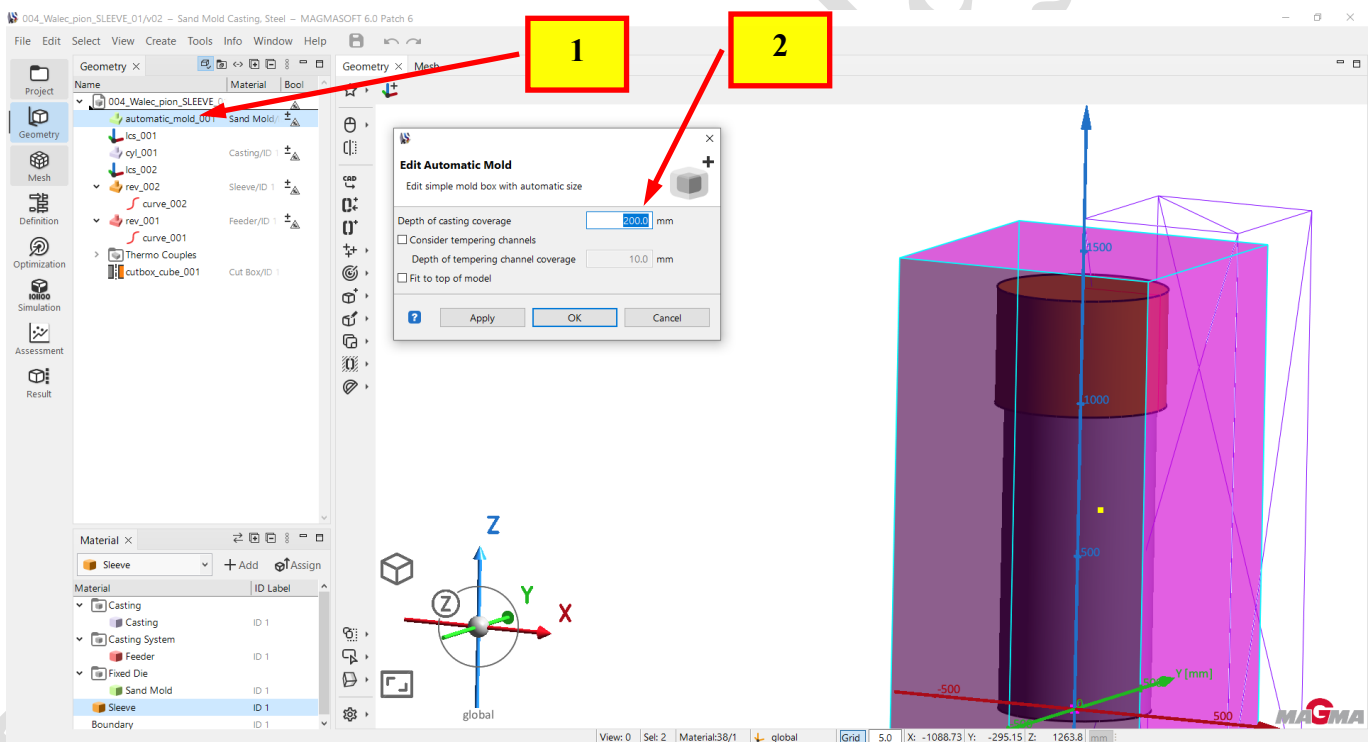 004_Walec_pion_SLEEVE_01/v02 – Sand Mold Casting, Steel – MAGMASOFT 6.0 Patch 6
File Edit Select View Create Tools Info Window Help
1
2
Project
Geometry
Mesh
Definition
Optimization
Simulation
Assessment
Result
Geometry
Name Material Bool
004_Walec_pion_SLEEVE
automatic_mold_001 Sand Mold/
lcs_001
cyl_001 Casting/ID 1
lcs_002
rev_002 Sleeve/ID 1
curve_002
rev_001 Feeder/ID 1
curve_001
Thermo Couples
cutbox_cube_001 Cut Box/ID 1
Geometry Mesh
CAD
Edit Automatic Mold
Edit simple mold box with automatic size
Depth of casting coverage 200.0 mm
Consider tempering channels
Depth of tempering channel coverage 10.0 mm
Fit to top of model
Apply OK Cancel
1500
1000
500
-500
0
500
Y [mm]
Z
Y
X
Z
global
Material
Sleeve Add Assign
Material ID Label
Casting
Casting ID 1
Casting System
Feeder ID 1
Fixed Die
Sand Mold ID 1
Sleeve ID 1
Boundary ID 1
View: 0 Sel: 2 Material:38/1 global Grid 5.0 X: -1088.73 Y: -295.15 Z: 1263.8 mm
MAGMA